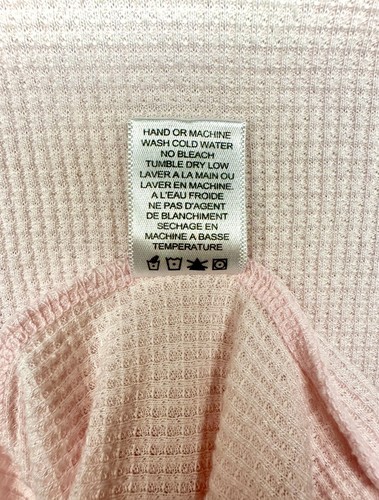 HAND OR MACHINE
WASH COLD WATER
NO BLEACH
TUMBLE DRY LOW
LAVER A LA MAIN OU
LAVER EN MACHINE.
A L'EAU FROIDE
NE PAS D'AGENT
DE BLANCHIMENT
SECHAGE EN
MACHINE A BASSE
TEMPERATURE